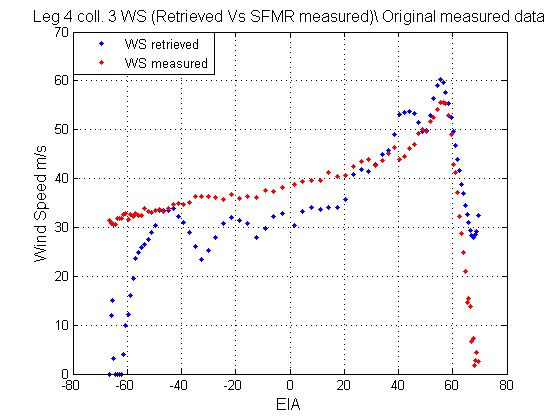 Leg 4 coll. 3 WS (Retrieved Vs SFMR measured)\ Original measured data
70
WS retrieved
WS measured
60
50
40
30
20
10
0
Wind Speed m/s
-80 -60 -40 -20 0 20 40 60 80
EIA